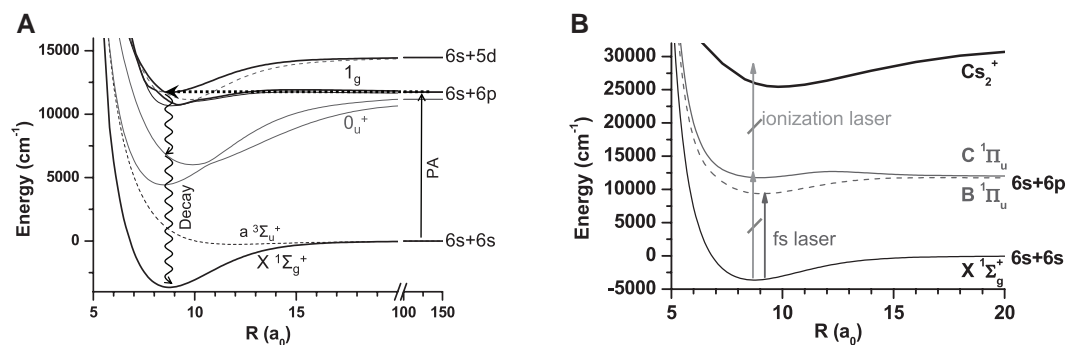 A
15000
10000
5000
0
Energy (cm⁻¹)
6s+5d
1g
6s+6p
0u⁺
PA
Decay
a ³Σu⁺
X ¹Σg⁺
6s+6s
5
10
15
100
150
R (a₀)
B
30000
25000
20000
15000
10000
5000
0
-5000
Energy (cm⁻¹)
Cs₂⁺
ionization laser
C ¹Πu
6s+6p
B ¹Πu
fs laser
6s+6s
X ¹Σg⁺
5
10
15
20
R (a₀)